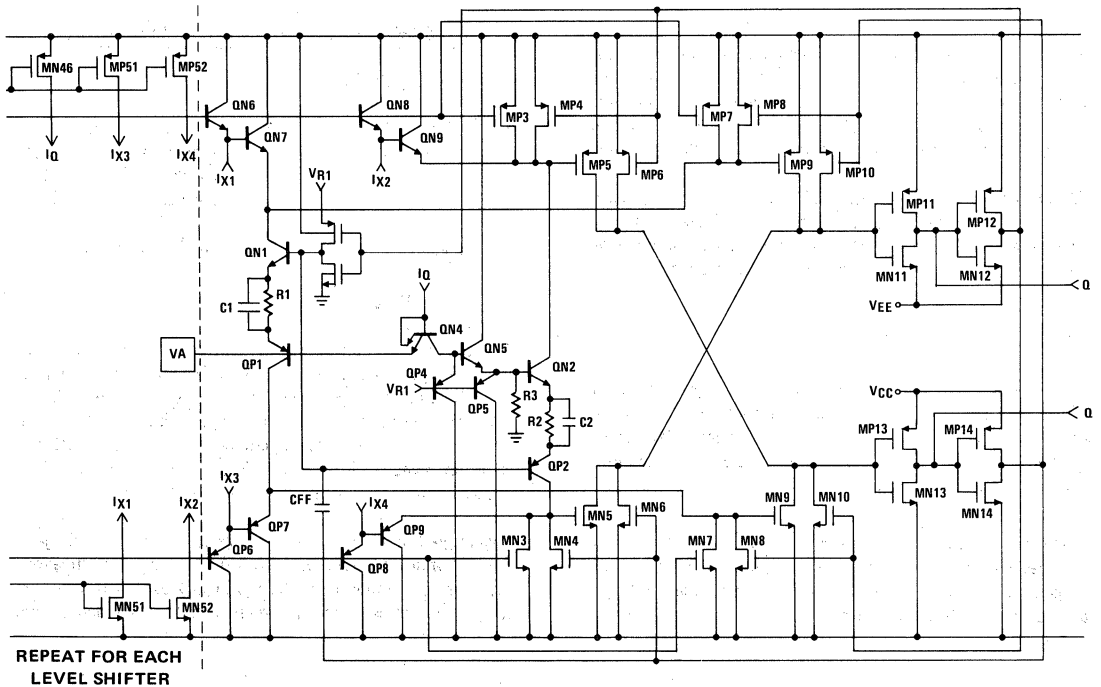 MN46
MP51
MP52
QN6
QN7
QN8
QN9
MP3
MP4
MP7
MP8
IQ
IX3
IX4
IX1
IX2
VR1
MP5
MP6
MP9
MP10
MP11
MP12
QN1
MN11
MN12
C1
R1
IQ
Q
VEE
VA
QP1
QN4
QN5
QN2
QP4
VR1
QP5
R3
R2
C2
VCC
Q
MP13
MP14
QP2
IX3
CFF
IX4
MN5
MN6
MN9
MN10
MN13
MN14
IX1
IX2
QP7
QP6
QP9
QP8
MN3
MN4
MN7
MN8
MN51
MN52
REPEAT FOR EACH
LEVEL SHIFTER